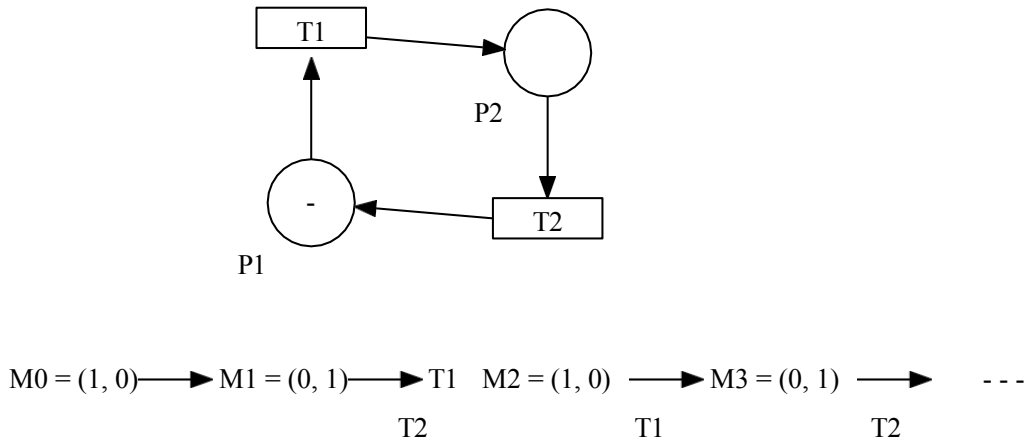 T1
P2
-
T2
P1
M0 = (1, 0) M1 = (0, 1) T1 M2 = (1, 0) M3 = (0, 1) - - -
T2 T1 T2